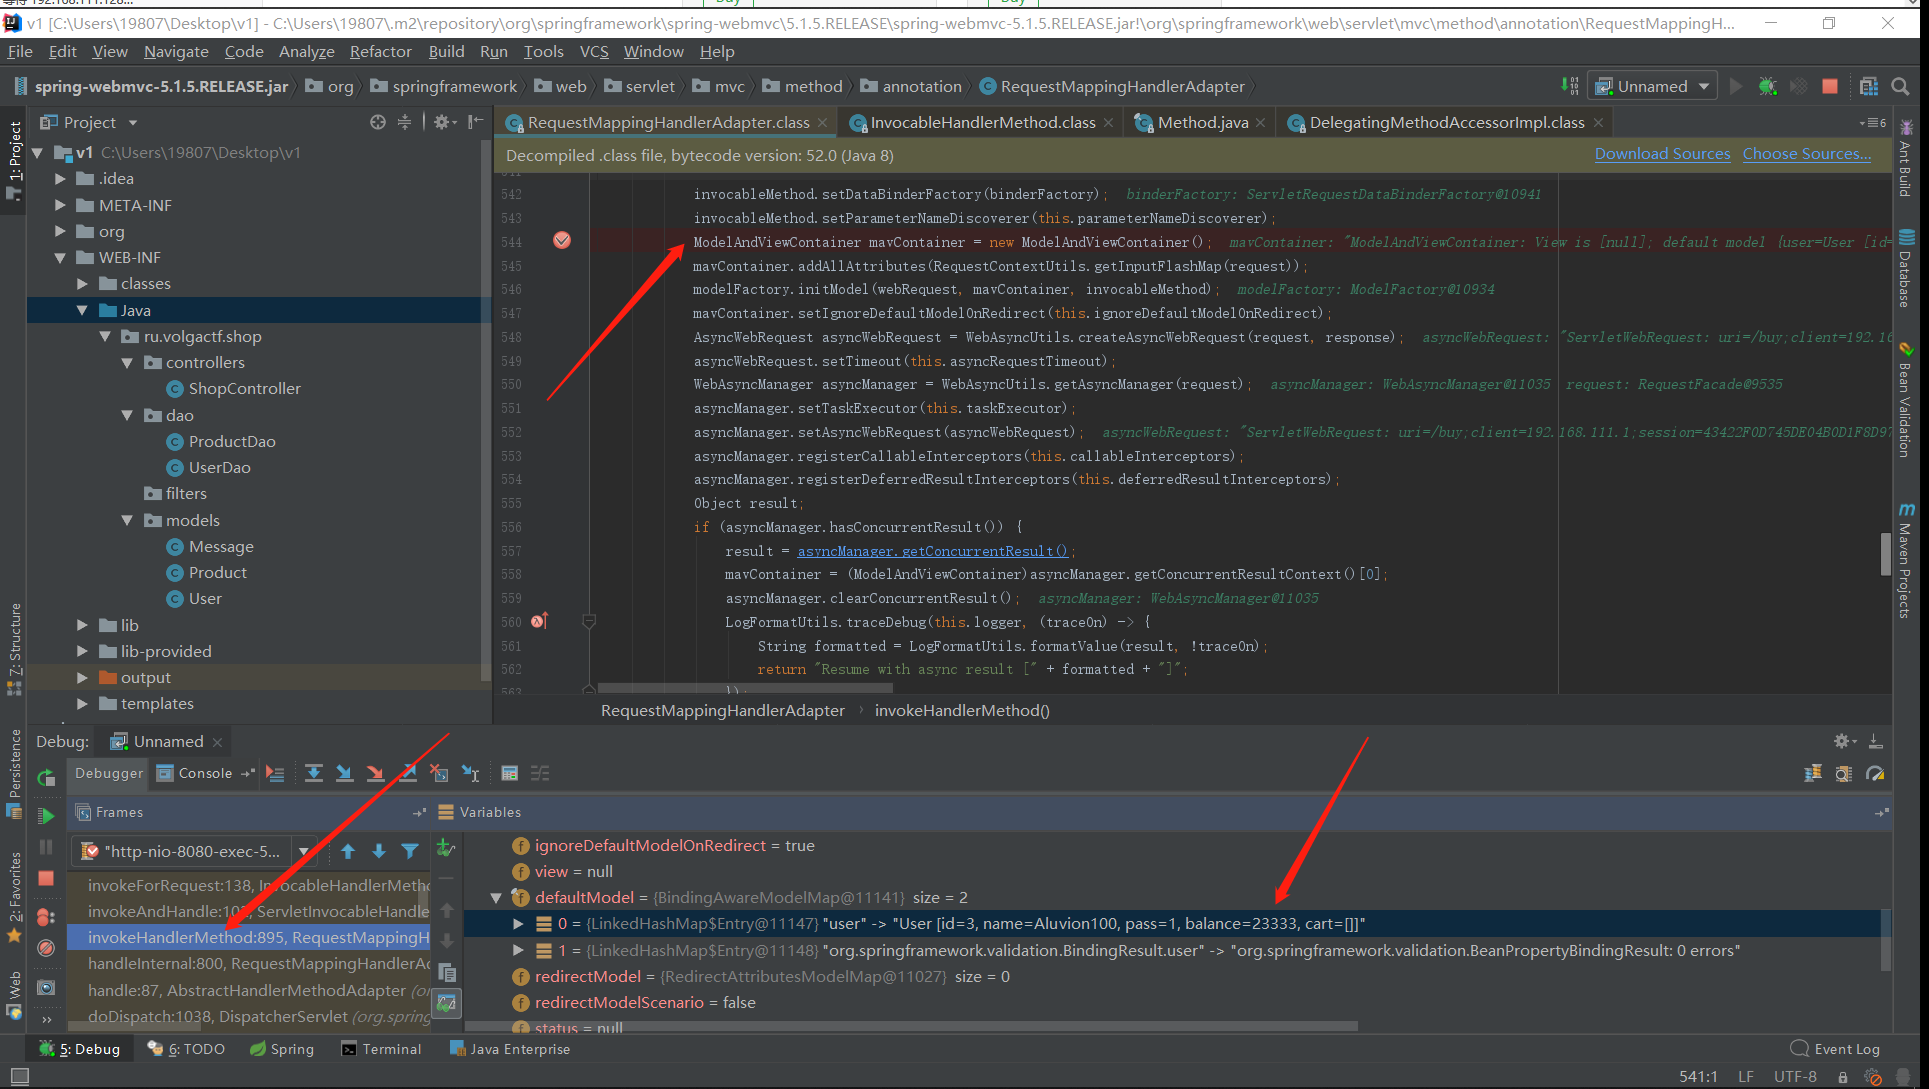 v1 [C:\Users\19807\Desktop\v1] - C:\Users\19807\.m2\repository\org\springframework\spring-webmvc\5.1.5.RELEASE\spring-webmvc-5.1.5.RELEASE.jar!\org\springframework\web\servlet\mvc\method\annotation\RequestMappingH...
File Edit View Navigate Code Analyze Refactor Build Run Tools VCS Window Help
spring-webmvc-5.1.5.RELEASE.jar org springframework web servlet mvc method annotation RequestMappingHandlerAdapter Unnamed
Project RequestMappingHandlerAdapter.class InvocableHandlerMethod.class Method.java DelegatingMethodAccessorImpl.class 6
v1 C:\Users\19807\Desktop\v1
.idea
META-INF
org
WEB-INF
classes
Java
ru.volgactf.shop
controllers
ShopController
dao
ProductDao
UserDao
filters
models
Message
Product
User
lib
lib-provided
output
templates
1: Project
7: Structure
Persistence
2: Favorites
Web
Decompiled .class file, bytecode version: 52.0 (Java 8) Download Sources Choose Sources...
542 invocableMethod.setDataBinderFactory(binderFactory); binderFactory: ServletRequestDataBinderFactory@10941
543 invocableMethod.setParameterNameDiscoverer(this.parameterNameDiscoverer);
544 ModelAndViewContainer mavContainer = new ModelAndViewContainer(); mavContainer: "ModelAndViewContainer: View is [null]; default model {user=User [id=
545 mavContainer.addAllAttributes(RequestContextUtils.getInputFlashMap(request));
546 modelFactory.initModel(webRequest, mavContainer, invocableMethod); modelFactory: ModelFactory@10934
547 mavContainer.setIgnoreDefaultModelOnRedirect(this.ignoreDefaultModelOnRedirect);
548 AsyncWebRequest asyncWebRequest = WebAsyncUtils.createAsyncWebRequest(request, response); asyncWebRequest: "ServletWebRequest: uri=/buy;client=192.16
549 asyncWebRequest.setTimeout(this.asyncRequestTimeout);
550 WebAsyncManager asyncManager = WebAsyncUtils.getAsyncManager(request); asyncManager: WebAsyncManager@11035 request: RequestFacade@9535
551 asyncManager.setTaskExecutor(this.taskExecutor);
552 asyncManager.setAsyncWebRequest(asyncWebRequest); asyncWebRequest: "ServletWebRequest: uri=/buy;client=192.168.111.1;session=43422F0D745DE04B0D1F8D9
553 asyncManager.registerCallableInterceptors(this.callableInterceptors);
554 asyncManager.registerDeferredResultInterceptors(this.deferredResultInterceptors);
555 Object result;
556 if (asyncManager.hasConcurrentResult()) {
557 result = asyncManager.getConcurrentResult();
558 mavContainer = (ModelAndViewContainer)asyncManager.getConcurrentResultContext()[0];
559 asyncManager.clearConcurrentResult(); asyncManager: WebAsyncManager@11035
560 LogFormatUtils.traceDebug(this.logger, (traceOn) -> {
561 String formatted = LogFormatUtils.formatValue(result, !traceOn);
562 return "Resume with async result [" + formatted + "]";
563 });
RequestMappingHandlerAdapter invokeHandlerMethod()
Ant Build
Database
Bean Validation
Maven Projects
Debug: Unnamed
Debugger Console
Frames Variables
"http-nio-8080-exec-5...
invokeForRequest:138, InvocableHandlerMetho
invokeAndHandle:102, ServletInvocableHandle
invokeHandlerMethod:895, RequestMappingH
handleInternal:800, RequestMappingHandlerAd
handle:87, AbstractHandlerMethodAdapter (or
doDispatch:1038, DispatcherServlet (org.spring
ignoreDefaultModelOnRedirect = true
view = null
defaultModel = {BindingAwareModelMap@11141} size = 2
0 = {LinkedHashMap$Entry@11147} "user" -> "User [id=3, name=Aluvion100, pass=1, balance=23333, cart=[]]"
1 = {LinkedHashMap$Entry@11148} "org.springframework.validation.BindingResult.user" -> "org.springframework.validation.BeanPropertyBindingResult: 0 errors"
redirectModel = {RedirectAttributesModelMap@11027} size = 0
redirectModelScenario = false
status = null
5: Debug 6: TODO Spring Terminal Java Enterprise Event Log
541:1 LF UTF-8